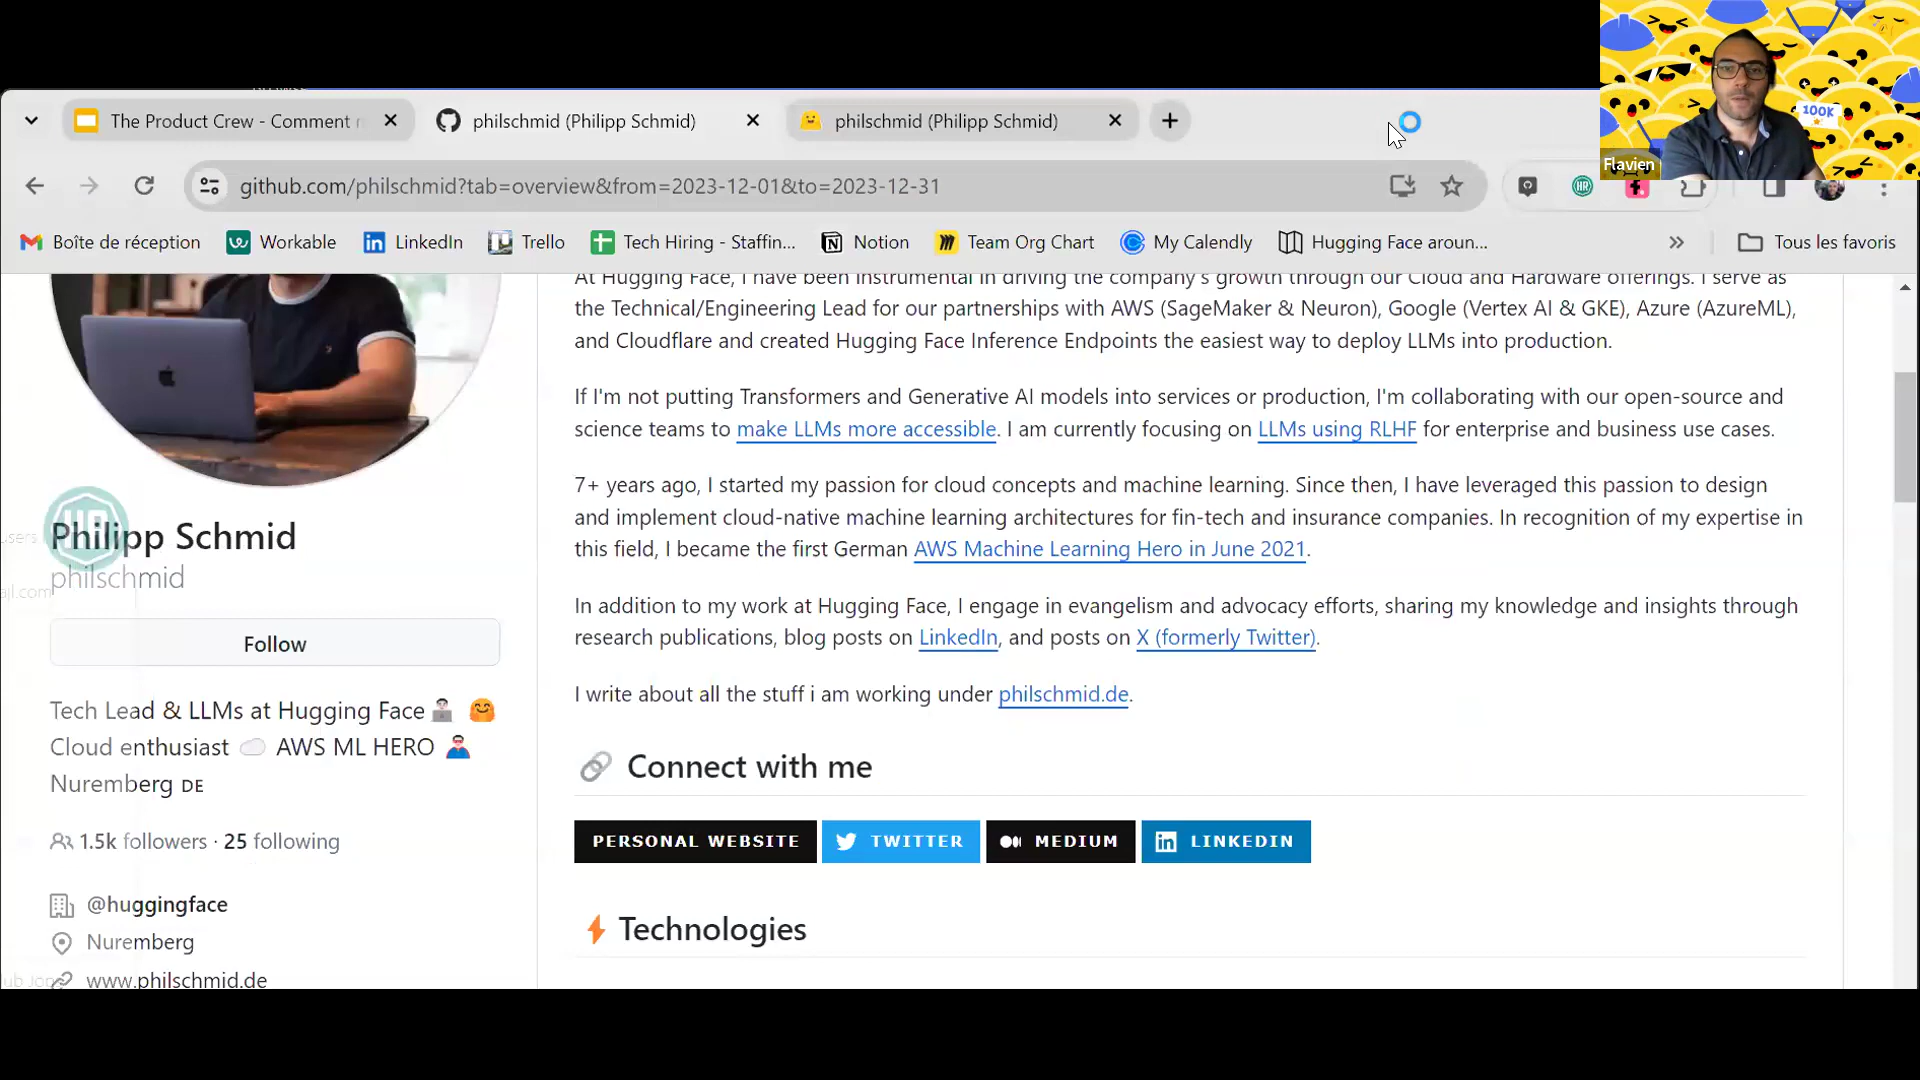 The Product Crew - Comment
philschmid (Philipp Schmid)
philschmid (Philipp Schmid)
100K
Flavien
github.com/philschmid?tab=overview&from=2023-12-01&to=2023-12-31
Boîte de réception
Workable
LinkedIn
Trello
Tech Hiring - Staffin...
Notion
Team Org Chart
My Calendly
Hugging Face aroun...
Tous les favoris
At Hugging Face, I have been instrumental in driving the company's growth through our Cloud and Hardware offerings. I serve as
the Technical/Engineering Lead for our partnerships with AWS (SageMaker & Neuron), Google (Vertex AI & GKE), Azure (AzureML),
and Cloudflare and created Hugging Face Inference Endpoints the easiest way to deploy LLMs into production.
If I'm not putting Transformers and Generative AI models into services or production, I'm collaborating with our open-source and
science teams to make LLMs more accessible. I am currently focusing on LLMs using RLHF for enterprise and business use cases.
7+ years ago, I started my passion for cloud concepts and machine learning. Since then, I have leveraged this passion to design
and implement cloud-native machine learning architectures for fin-tech and insurance companies. In recognition of my expertise in
this field, I became the first German AWS Machine Learning Hero in June 2021.
In addition to my work at Hugging Face, I engage in evangelism and advocacy efforts, sharing my knowledge and insights through
research publications, blog posts on LinkedIn, and posts on X (formerly Twitter).
I write about all the stuff i am working under philschmid.de.
Connect with me
PERSONAL WEBSITE
TWITTER
MEDIUM
LINKEDIN
Technologies
HR
Philipp Schmid
philschmid
Follow
Tech Lead & LLMs at Hugging Face
Cloud enthusiast AWS ML HERO
Nuremberg DE
1.5k followers · 25 following
@huggingface
Nuremberg
www.philschmid.de